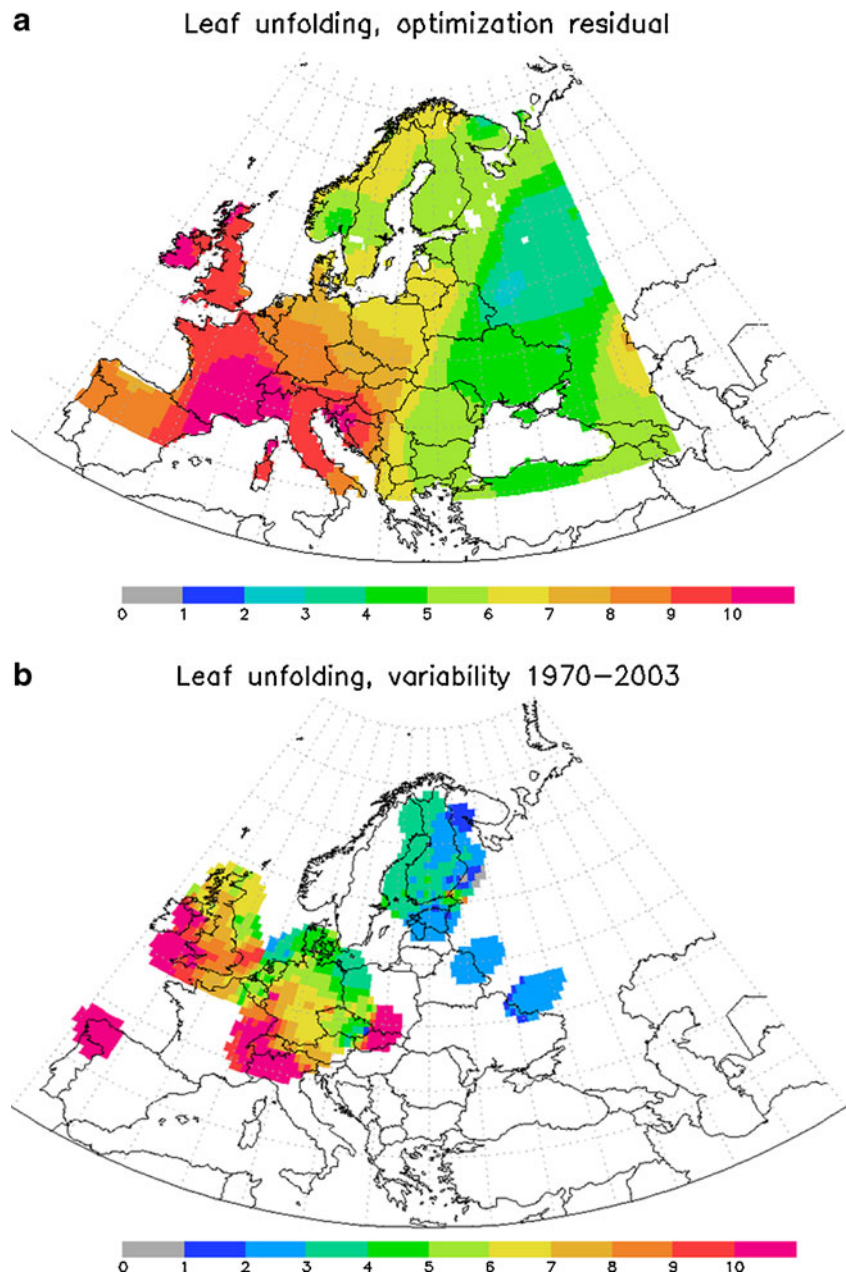 a
Leaf unfolding, optimization residual
0 1 2 3 4 5 6 7 8 9 10
b
Leaf unfolding, variability 1970−2003
0 1 2 3 4 5 6 7 8 9 10